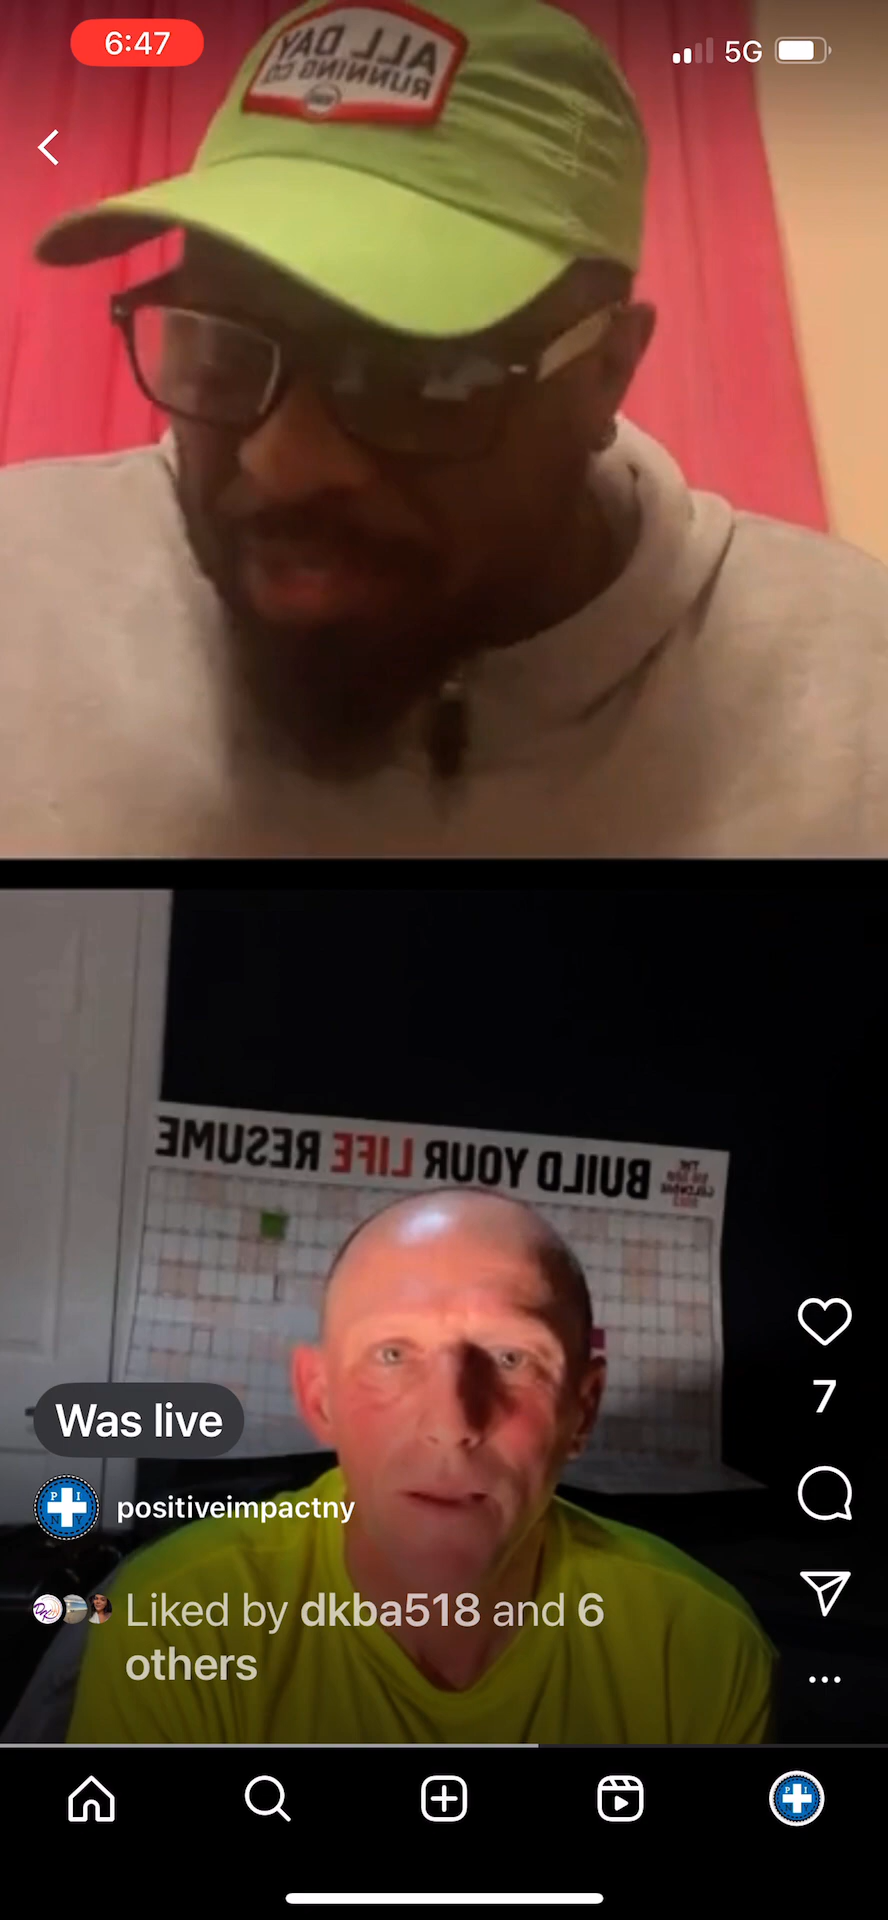 6:47
5G
ALL DAY
RUNNING CO
BUILD YOUR LIFE RESUME
Was live
positiveimpactny
Liked by dkba518 and 6
others
7